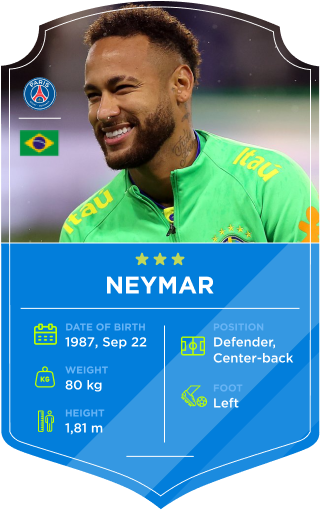 PARIS
Itaú
Itaú
NEYMAR
DATE OF BIRTH
1987, Sep 22
WEIGHT
80 kg
KG
HEIGHT
1,81 m
POSITION
Defender,
Center-back
FOOT
Left